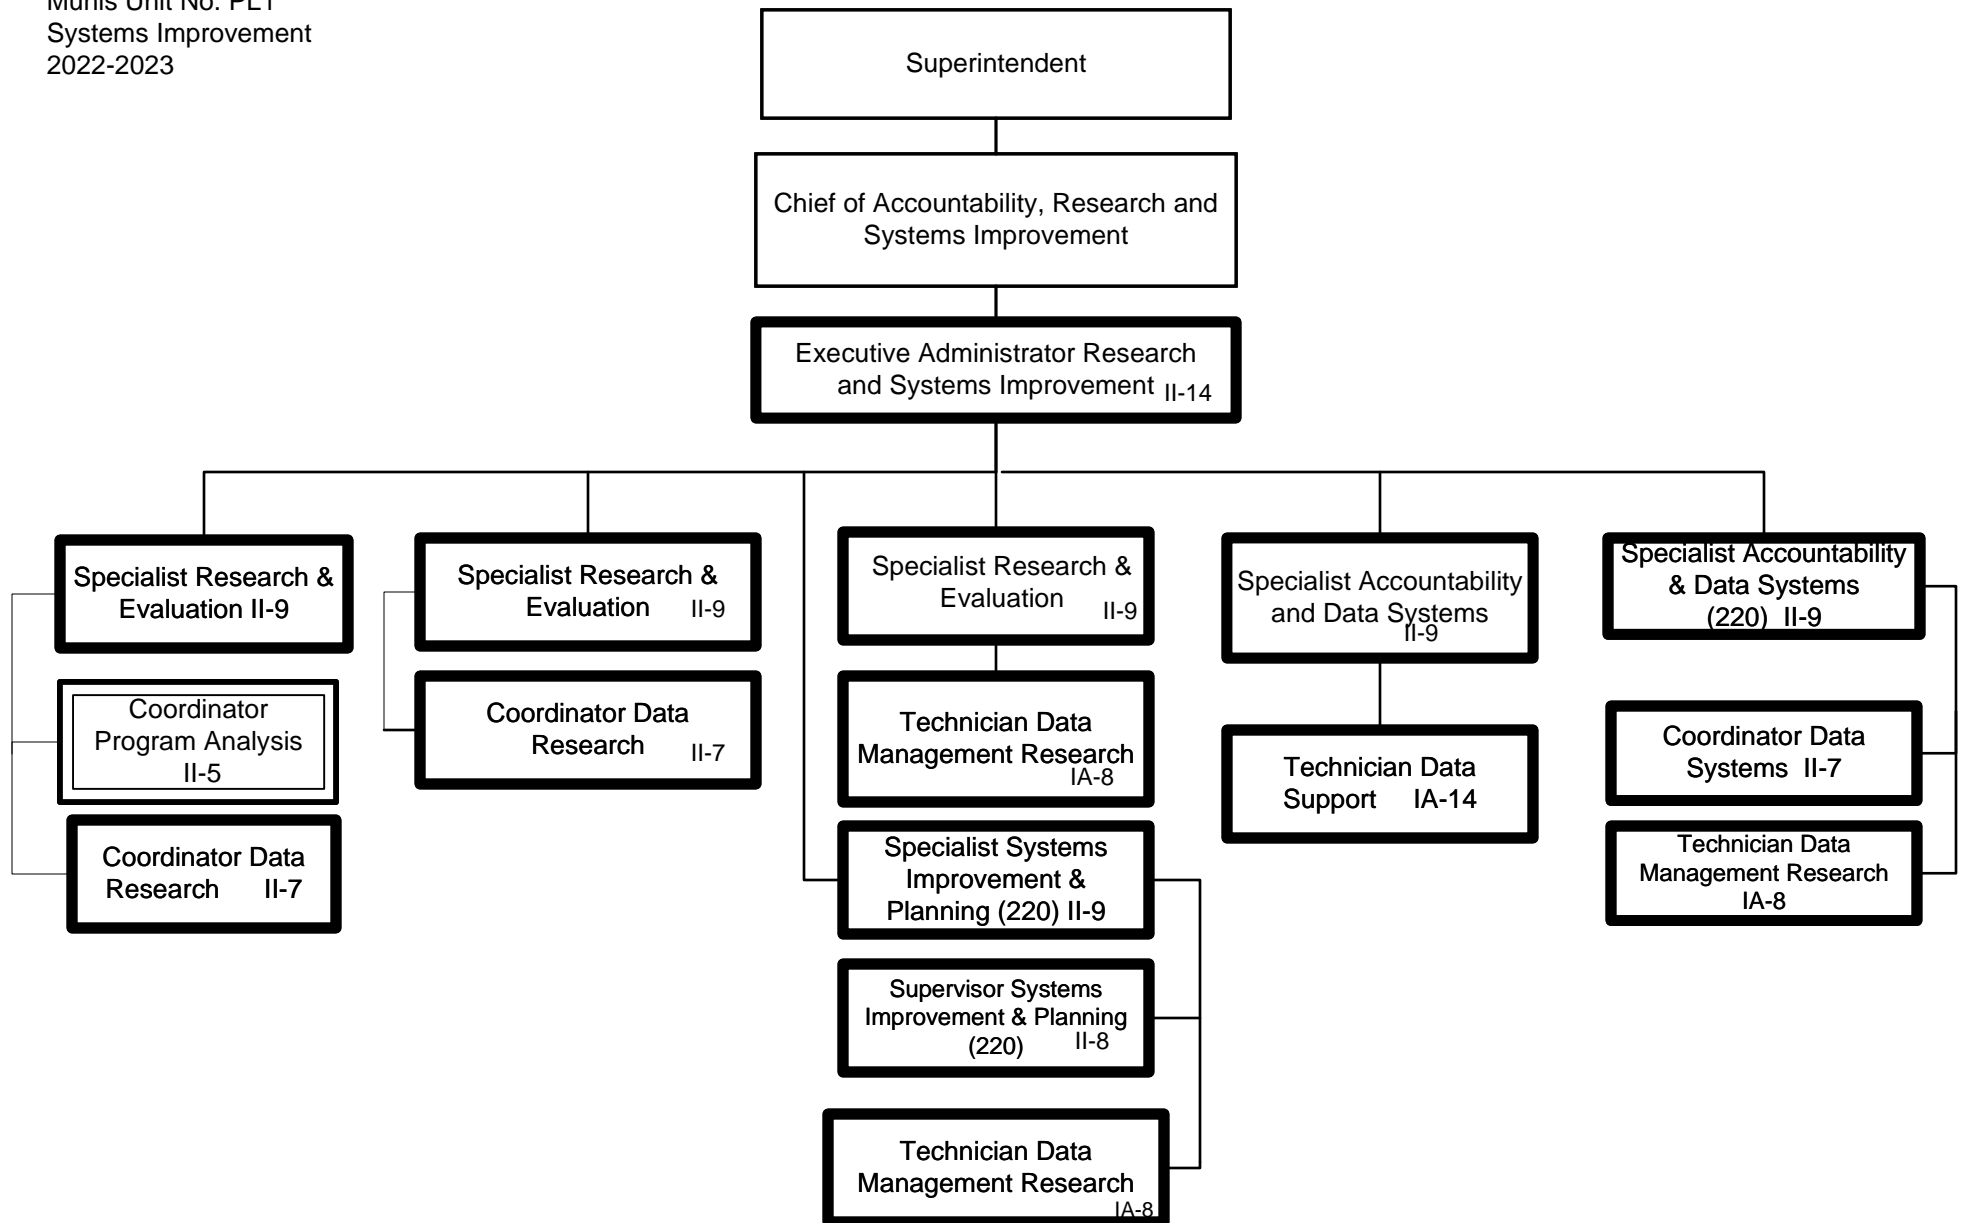 Munis Unit No. PL1
Systems Improvement
2022-2023
Superintendent
Chief of Accountability, Research and
Systems Improvement
Executive Administrator Research
and Systems Improvement II-14
Specialist Research &
Evaluation II-9
Coordinator
Program Analysis
II-5
Coordinator Data
Research II-7
Specialist Research &
Evaluation II-9
Coordinator Data
Research II-7
Specialist Research &
Evaluation II-9
Technician Data
Management Research
IA-8
Specialist Systems
Improvement &
Planning (220) II-9
Supervisor Systems
Improvement & Planning
(220) II-8
Technician Data
Management Research
IA-8
Specialist Accountability
and Data Systems
II-9
Technician Data
Support IA-14
Specialist Accountability
& Data Systems
(220) II-9
Coordinator Data
Systems II-7
Technician Data
Management Research
IA-8